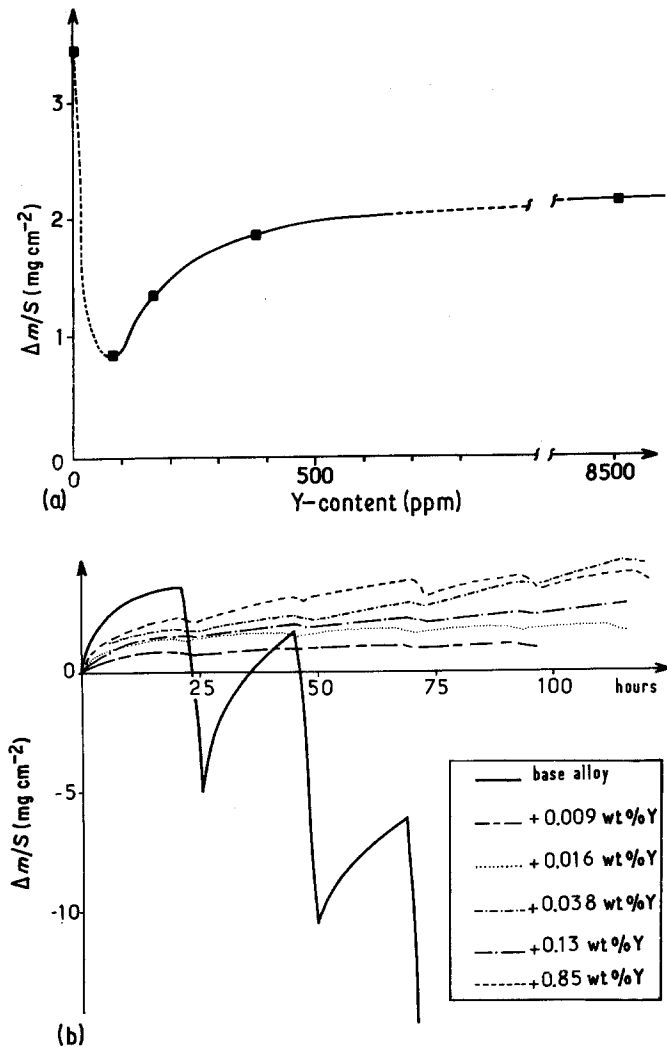 3
2
1
0
Δm/S (mg cm⁻²)
0
500
8500
(a)
Y-content (ppm)
0
25
50
75
100
hours
-5
-10
Δm/S (mg cm⁻²)
base alloy
+0.009 wt%Y
+0.016 wt%Y
+0.038 wt%Y
+0.13 wt%Y
+0.85 wt%Y
(b)